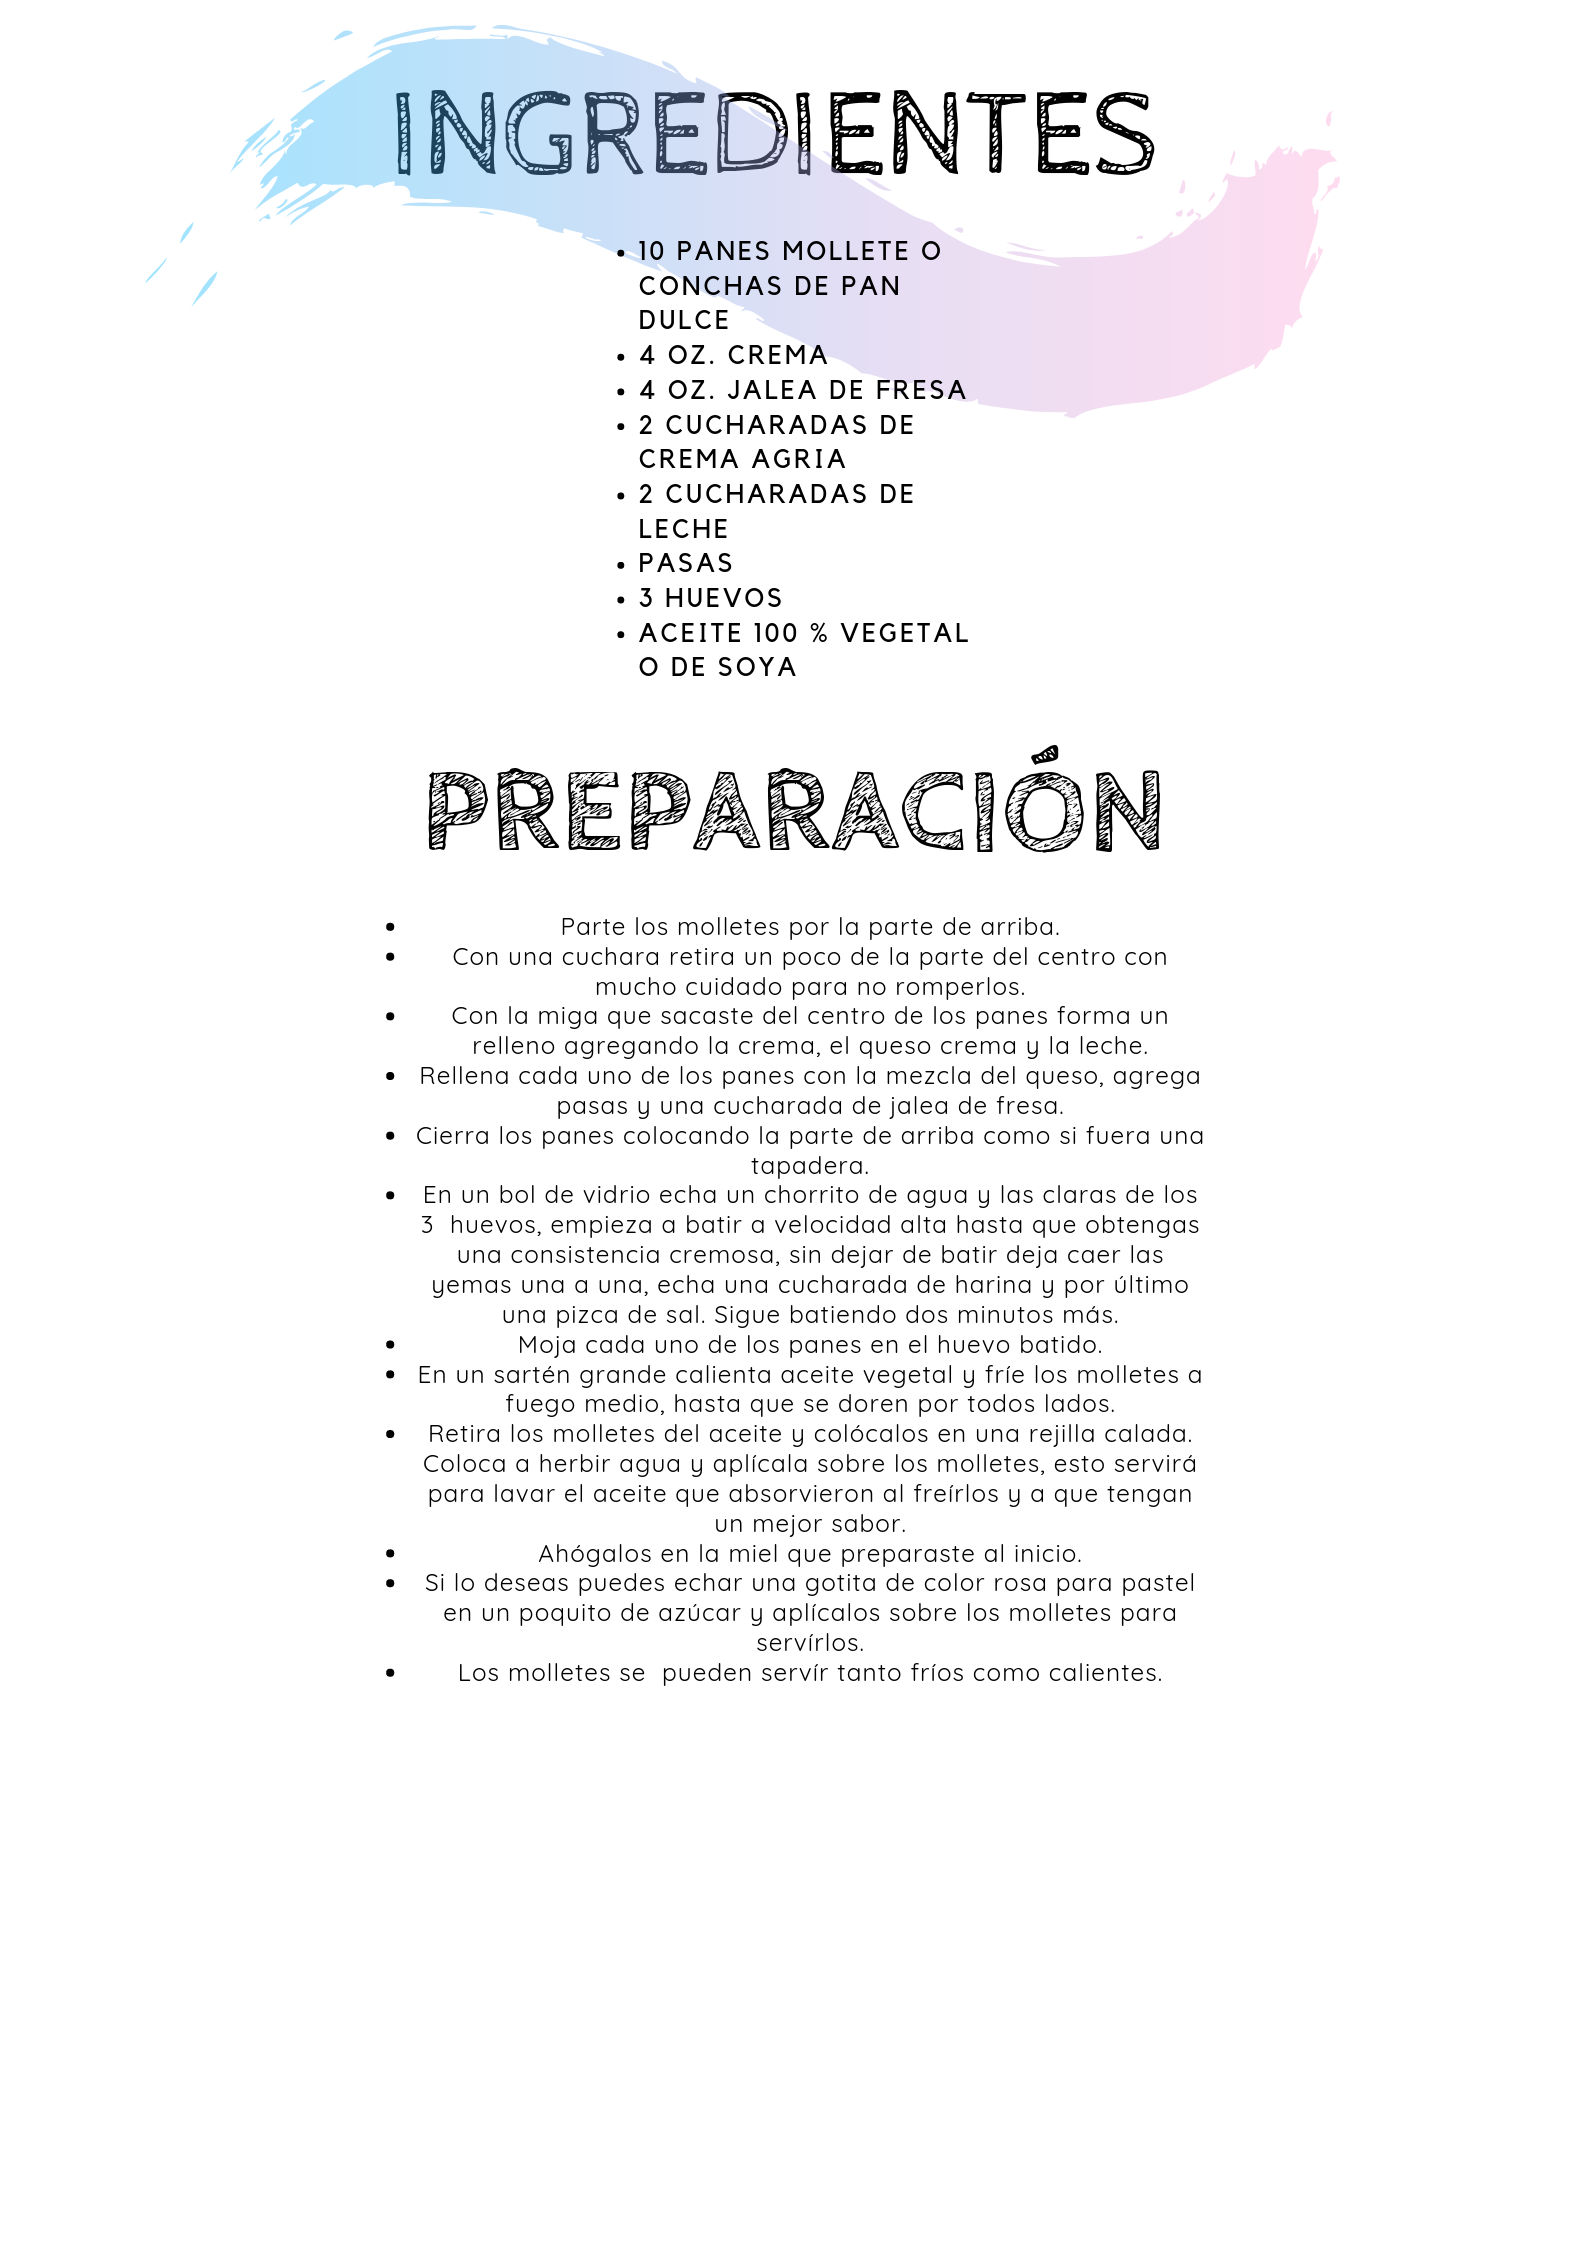 INGREDIENTES
• 10 PANES MOLLETE O
CONCHAS DE PAN
DULCE
• 4 OZ. CREMA
• 4 OZ. JALEA DE FRESA
• 2 CUCHARADAS DE
CREMA AGRIA
• 2 CUCHARADAS DE
LECHE
• PASAS
• 3 HUEVOS
• ACEITE 100 % VEGETAL
O DE SOYA
PREPARACIÓN
• Parte los molletes por la parte de arriba.
• Con una cuchara retira un poco de la parte del centro con
mucho cuidado para no romperlos.
• Con la miga que sacaste del centro de los panes forma un
relleno agregando la crema, el queso crema y la leche.
• Rellena cada uno de los panes con la mezcla del queso, agrega
pasas y una cucharada de jalea de fresa.
• Cierra los panes colocando la parte de arriba como si fuera una
tapadera.
• En un bol de vidrio echa un chorrito de agua y las claras de los
3  huevos, empieza a batir a velocidad alta hasta que obtengas
una consistencia cremosa, sin dejar de batir deja caer las
yemas una a una, echa una cucharada de harina y por último
una pizca de sal. Sigue batiendo dos minutos más.
• Moja cada uno de los panes en el huevo batido.
• En un sartén grande calienta aceite vegetal y fríe los molletes a
fuego medio, hasta que se doren por todos lados.
• Retira los molletes del aceite y colócalos en una rejilla calada.
Coloca a herbir agua y aplícala sobre los molletes, esto servirá
para lavar el aceite que absorvieron al freírlos y a que tengan
un mejor sabor.
• Ahógalos en la miel que preparaste al inicio.
• Si lo deseas puedes echar una gotita de color rosa para pastel
en un poquito de azúcar y aplícalos sobre los molletes para
servírlos.
• Los molletes se  pueden servír tanto fríos como calientes.